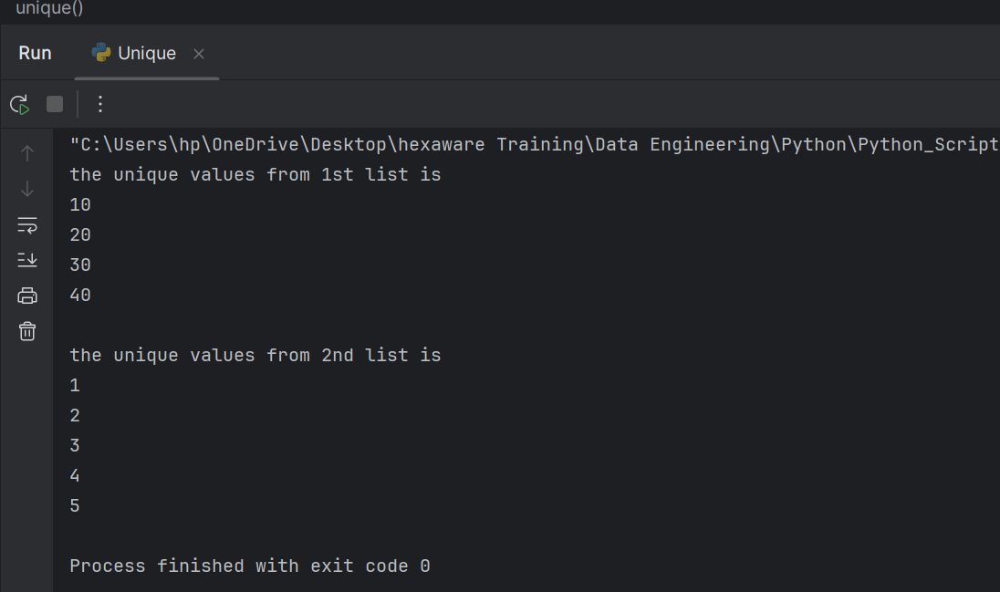 unique()
Run Unique
"C:\Users\hp\OneDrive\Desktop\hexaware Training\Data Engineering\Python\Python_Script
the unique values from 1st list is
10
20
30
40
the unique values from 2nd list is
1
2
3
4
5
Process finished with exit code 0